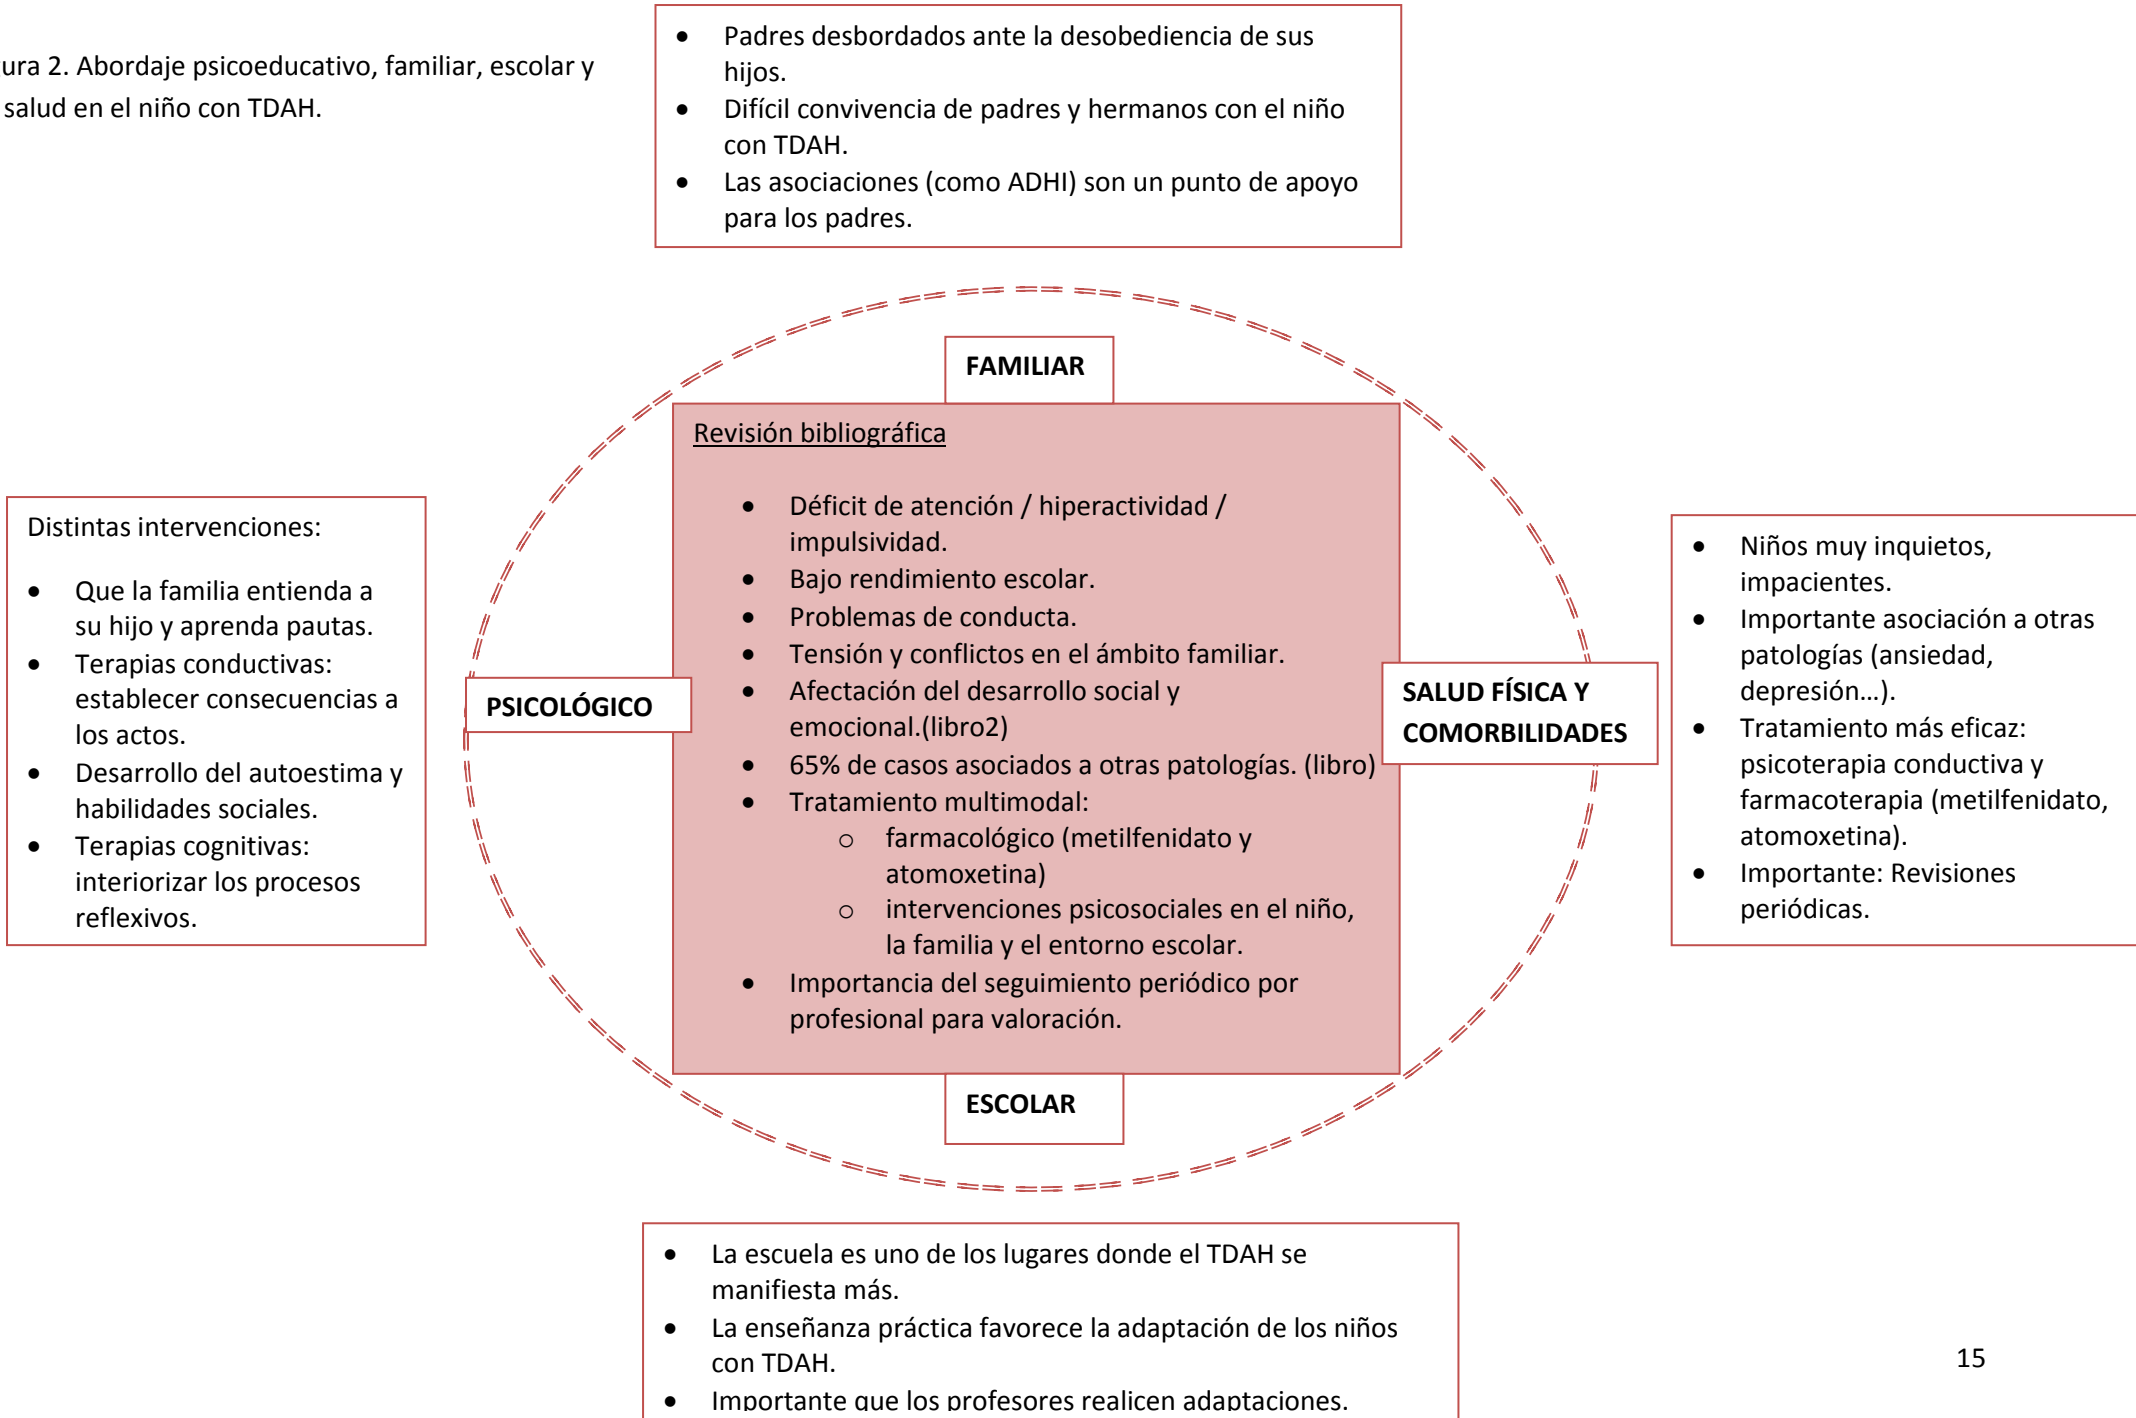 ura 2. Abordaje psicoeducativo, familiar, escolar y
salud en el niño con TDAH.
• Padres desbordados ante la desobediencia de sus
hijos.
• Difícil convivencia de padres y hermanos con el niño
con TDAH.
• Las asociaciones (como ADHI) son un punto de apoyo
para los padres.
FAMILIAR
Revisión bibliográfica
• Déficit de atención / hiperactividad /
impulsividad.
• Bajo rendimiento escolar.
• Problemas de conducta.
• Tensión y conflictos en el ámbito familiar.
• Afectación del desarrollo social y
emocional.(libro2)
• 65% de casos asociados a otras patologías. (libro)
• Tratamiento multimodal:
o farmacológico (metilfenidato y
atomoxetina)
o intervenciones psicosociales en el niño,
la familia y el entorno escolar.
• Importancia del seguimiento periódico por
profesional para valoración.
Distintas intervenciones:
• Que la familia entienda a
su hijo y aprenda pautas.
• Terapias conductivas:
establecer consecuencias a
los actos.
• Desarrollo del autoestima y
habilidades sociales.
• Terapias cognitivas:
interiorizar los procesos
reflexivos.
PSICOLÓGICO
SALUD FÍSICA Y
COMORBILIDADES
• Niños muy inquietos,
impacientes.
• Importante asociación a otras
patologías (ansiedad,
depresión…).
• Tratamiento más eficaz:
psicoterapia conductiva y
farmacoterapia (metilfenidato,
atomoxetina).
• Importante: Revisiones
periódicas.
ESCOLAR
• La escuela es uno de los lugares donde el TDAH se
manifiesta más.
• La enseñanza práctica favorece la adaptación de los niños
con TDAH.
• Importante que los profesores realicen adaptaciones.
15